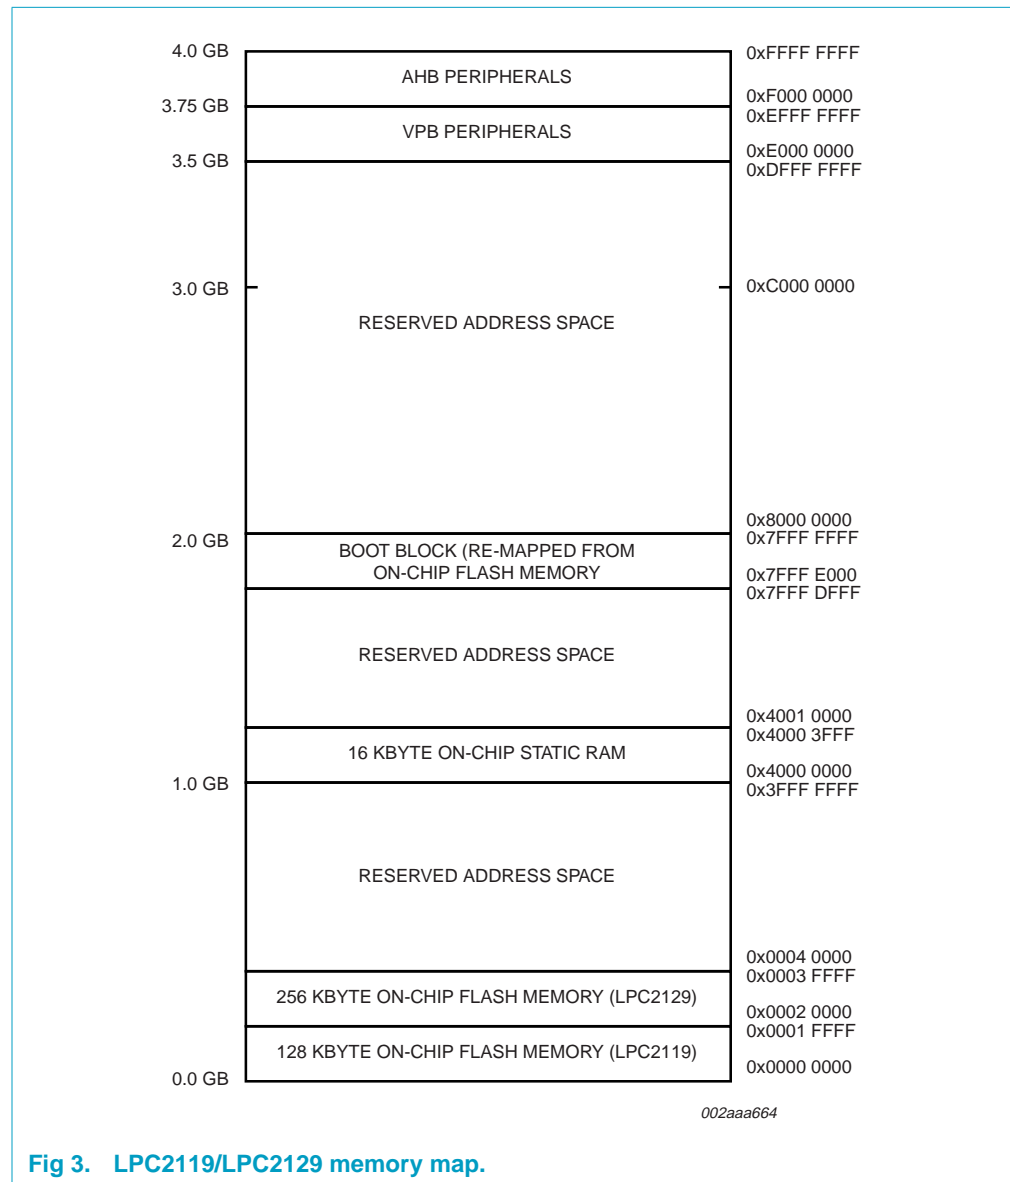 4.0 GB
0xFFFF FFFF
AHB PERIPHERALS
3.75 GB
0xF000 0000
0xEFFF FFFF
VPB PERIPHERALS
3.5 GB
0xE000 0000
0xDFFF FFFF
3.0 GB
0xC000 0000
RESERVED ADDRESS SPACE
2.0 GB
0x8000 0000
0x7FFF FFFF
BOOT BLOCK (RE-MAPPED FROM
ON-CHIP FLASH MEMORY
0x7FFF E000
0x7FFF DFFF
RESERVED ADDRESS SPACE
0x4001 0000
0x4000 3FFF
16 KBYTE ON-CHIP STATIC RAM
1.0 GB
0x4000 0000
0x3FFF FFFF
RESERVED ADDRESS SPACE
0x0004 0000
0x0003 FFFF
256 KBYTE ON-CHIP FLASH MEMORY (LPC2129)
0x0002 0000
0x0001 FFFF
128 KBYTE ON-CHIP FLASH MEMORY (LPC2119)
0x0000 0000
0.0 GB
002aaa664
Fig 3. LPC2119/LPC2129 memory map.